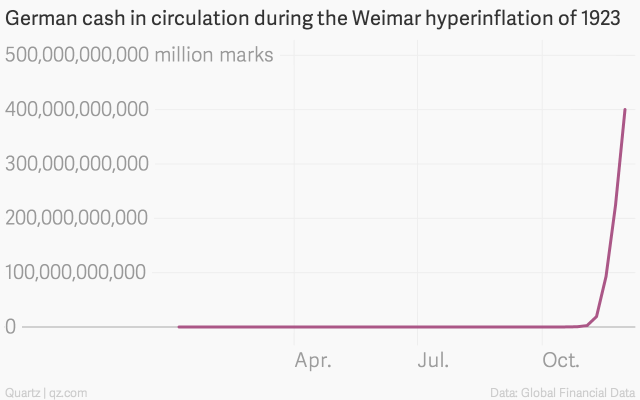 German cash in circulation during the Weimar hyperinflation of 1923
500,000,000,000 million marks
400,000,000,000
300,000,000,000
200,000,000,000
100,000,000,000
0
Apr. Jul. Oct.
Quartz | qz.com Data: Global Financial Data